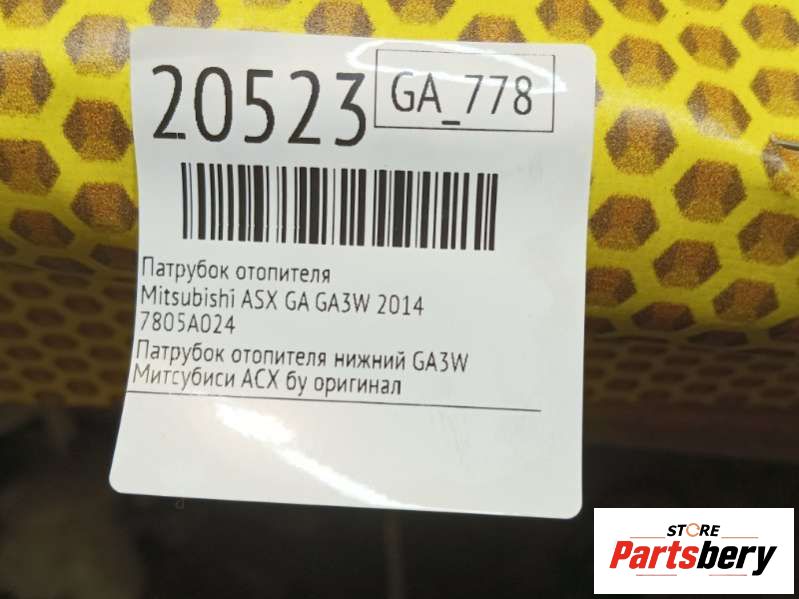 20523
GA_778
Патрубок отопителя
Mitsubishi ASX GA GA3W 2014
7805A024
Патрубок отопителя нижний GA3W
Митсубиси АСХ бу оригинал
STORE
Partsbery